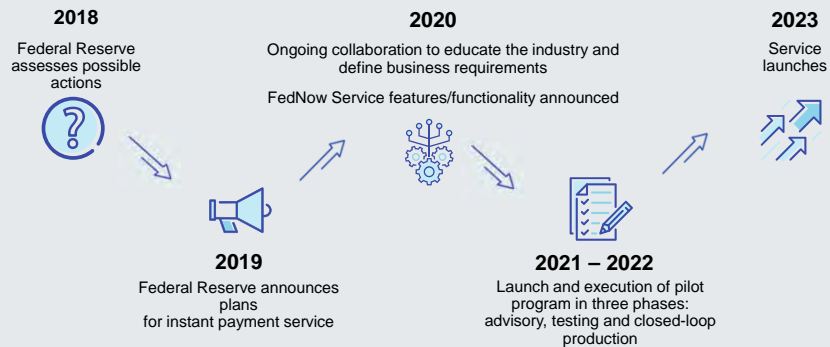 2018
Federal Reserve
assesses possible
actions
2019
Federal Reserve announces
plans
for instant payment service
2020
Ongoing collaboration to educate the industry and
define business requirements
FedNow Service features/functionality announced
2021 – 2022
Launch and execution of pilot
program in three phases:
advisory, testing and closed-loop
production
2023
Service
launches